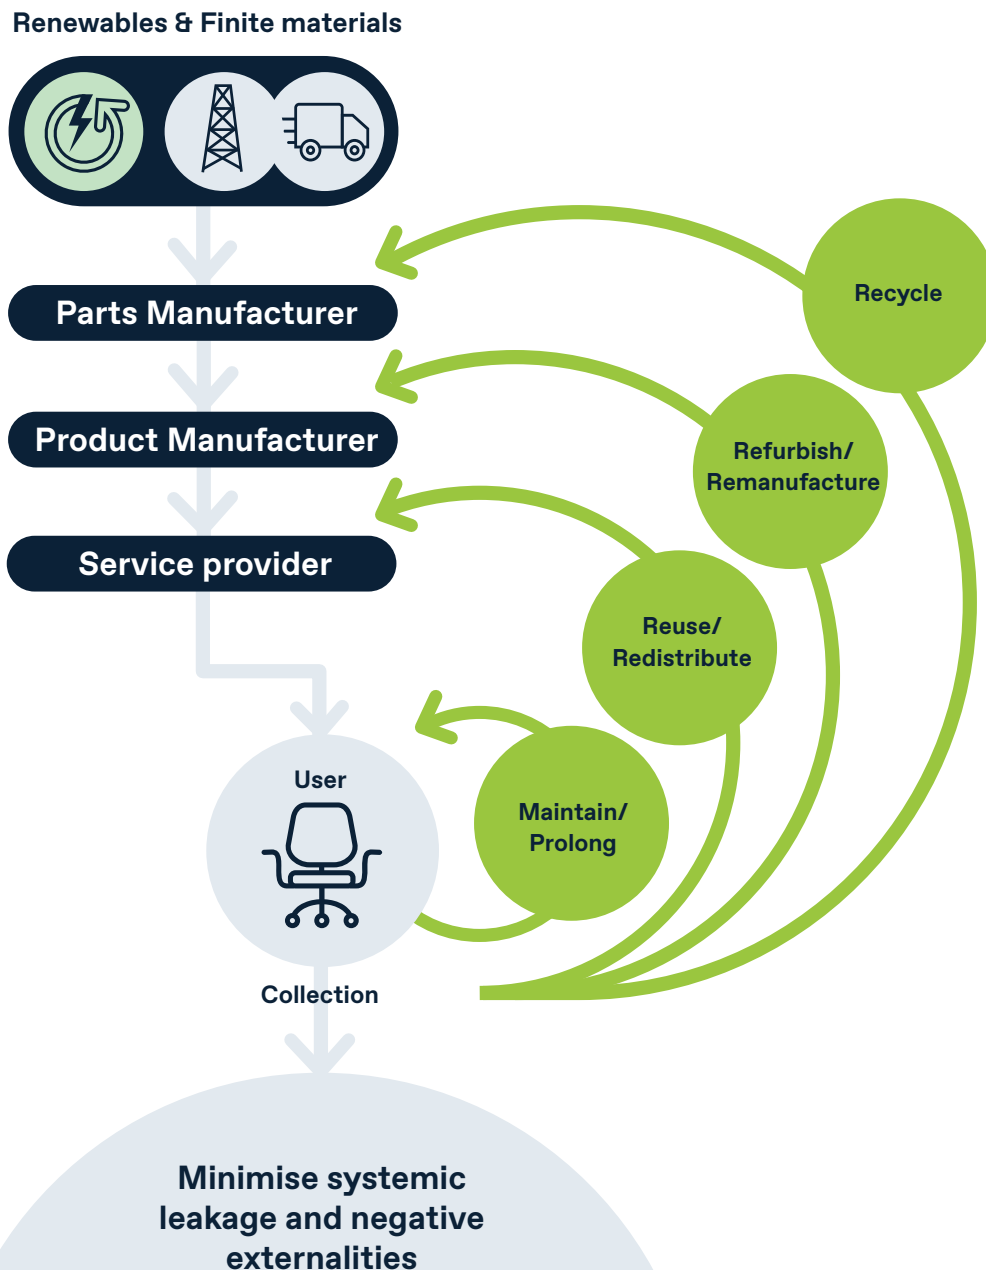 Renewables & Finite materials
Recycle
Parts Manufacturer
Product Manufacturer
Refurbish/
Remanufacture
Service provider
Reuse/
Redistribute
User
Maintain/
Prolong
Collection
Minimise systemic
leakage and negative
externalities